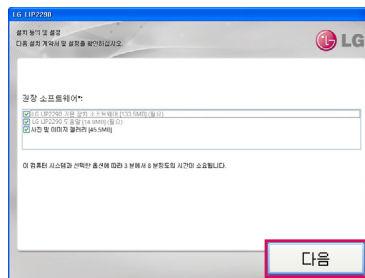 LG LIP2290
설치 동의 및 설정
다음 설치 계약서 및 설정을 확인하십시오.
LG
권장 소프트웨어*:
LG LIP2290 기본 설치 소프트웨어 [133.5MB] (필요)
LG LIP2290 도움말 [14.9MB] (필요)
사진 및 이미지 갤러리 [45.5MB]
이 컴퓨터 시스템과 선택한 옵션에 따라 3 분에서 8 분정도의 시간이 소요됩니다.
다음